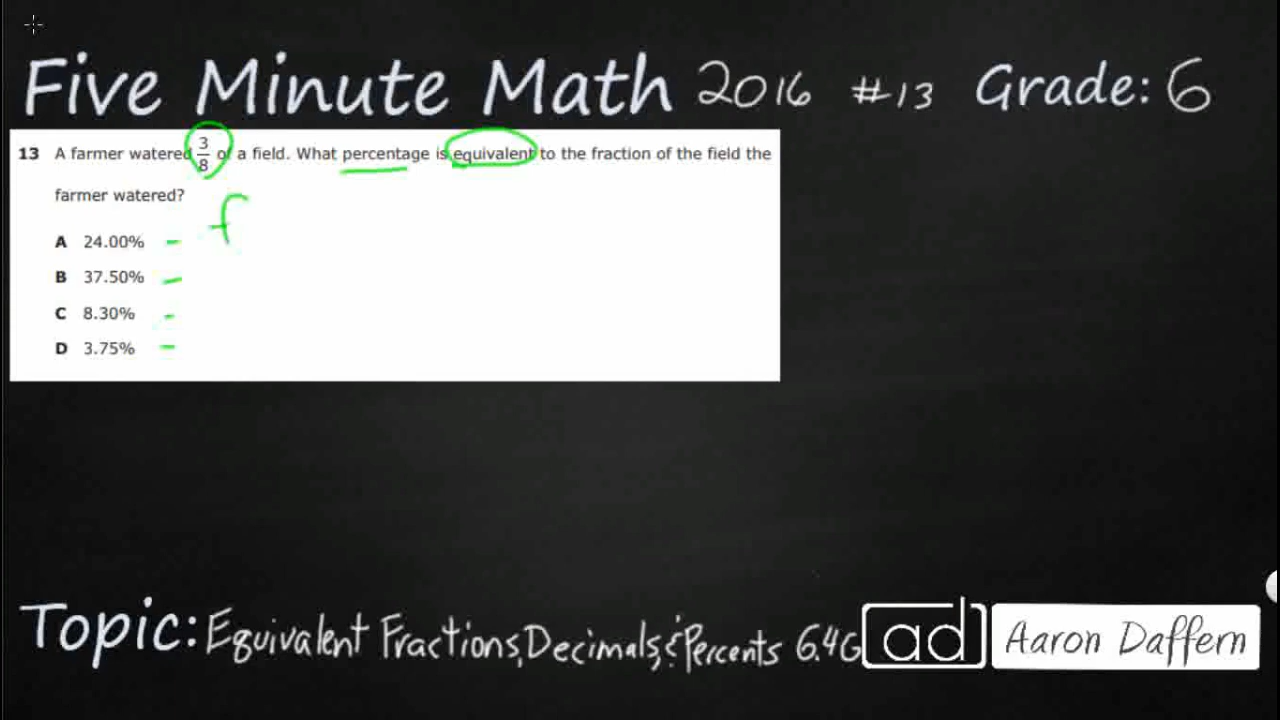 Five Minute Math 2016 #13 Grade: 6
13 A farmer watered 3/8 of a field. What percentage is equivalent to the fraction of the field the
farmer watered?
f
A 24.00% -
B 37.50% -
C 8.30% -
D 3.75% -
Topic: Equivalent Fractions, Decimals, & Percents 6.4G ad Aaron Daffern